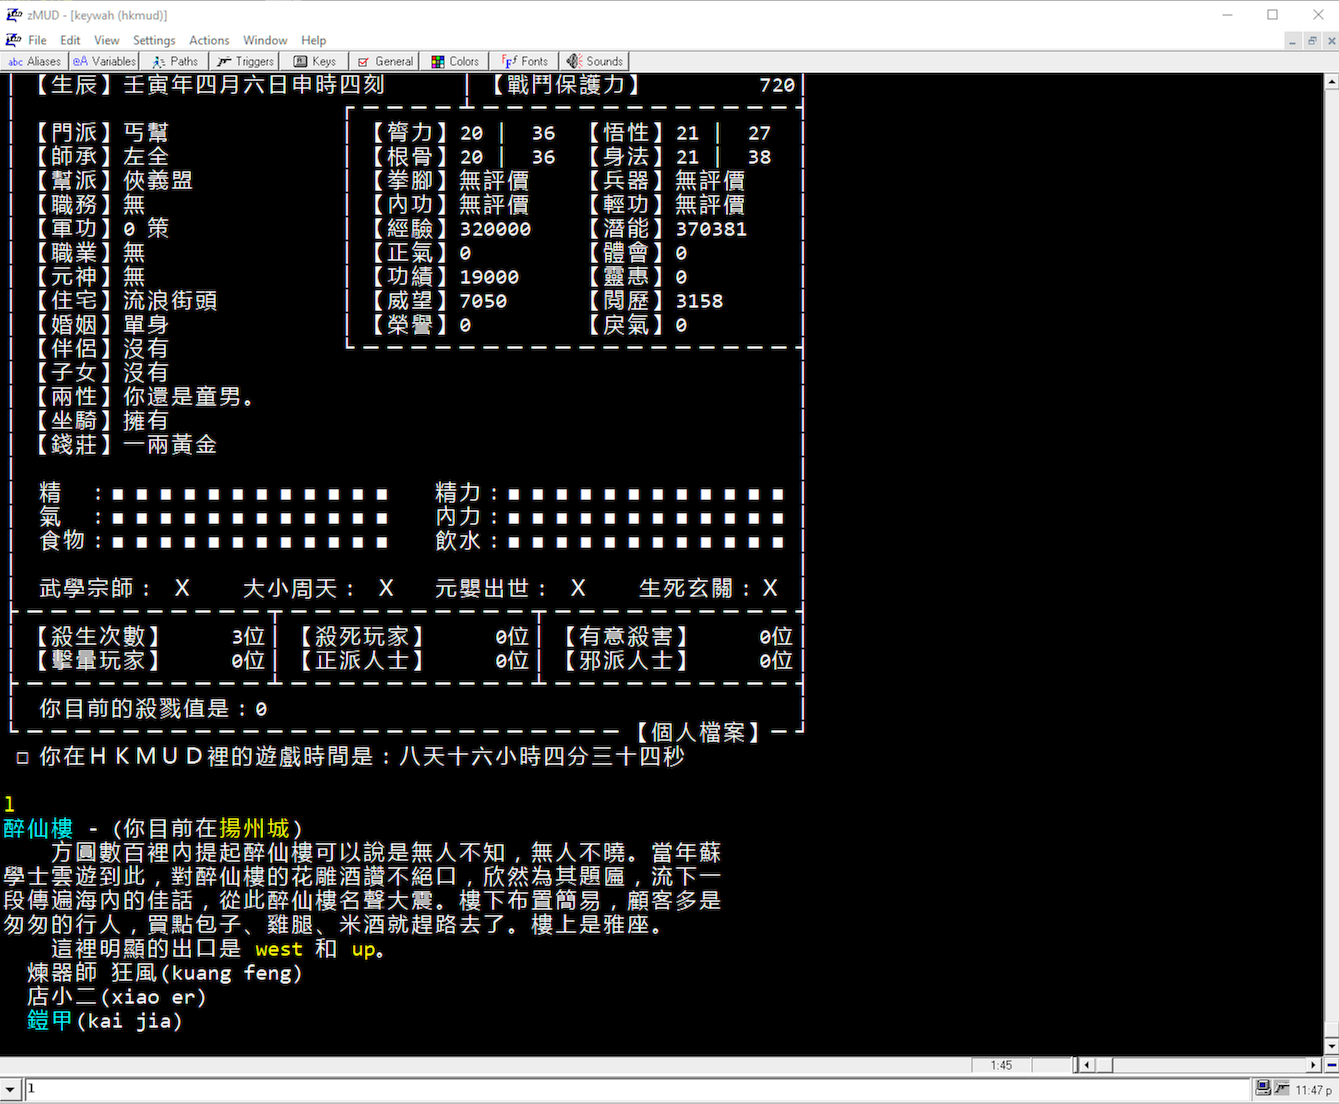 zMUD - [keywah (hkmud)]
File Edit View Settings Actions Window Help
abc Aliases @A Variables Paths Triggers Keys General Colors Fonts Sounds
【生辰】壬寅年四月六日申時四刻 【戰鬥保護力】 720
【門派】丐幫 【膂力】20 | 36 【悟性】21 | 27
【師承】左全 【根骨】20 | 36 【身法】21 | 38
【幫派】俠義盟 【拳腳】無評價 【兵器】無評價
【職務】無 【內功】無評價 【輕功】無評價
【軍功】0 策 【經驗】320000 【潛能】370381
【職業】無 【正氣】0 【體會】0
【元神】無 【功績】19000 【靈惠】0
【住宅】流浪街頭 【威望】7050 【閱歷】3158
【婚姻】單身 【榮譽】0 【戾氣】0
【伴侶】沒有
【子女】沒有
【兩性】你還是童男。
【坐騎】擁有
【錢莊】一兩黃金
精 :■■■■■■■■■■■■ 精力:■■■■■■■■■■■■
氣 :■■■■■■■■■■■■ 內力:■■■■■■■■■■■■
食物:■■■■■■■■■■■■ 飲水:■■■■■■■■■■■■
武學宗師: X 大小周天: X 元嬰出世: X 生死玄關:X
【殺生次數】 3位 【殺死玩家】 0位 【有意殺害】 0位
【擊暈玩家】 0位 【正派人士】 0位 【邪派人士】 0位
你目前的殺戮值是:0
【個人檔案】
□ 你在HKMUD裡的遊戲時間是:八天十六小時四分三十四秒
l
醉仙樓 - (你目前在揚州城)
方圓數百裡內提起醉仙樓可以說是無人不知,無人不曉。當年蘇
學士雲遊到此,對醉仙樓的花雕酒讚不絕口,欣然為其題匾,流下一
段傳遍海內的佳話,從此醉仙樓名聲大震。樓下布置簡易,顧客多是
匆匆的行人,買點包子、雞腿、米酒就趕路去了。樓上是雅座。
這裡明顯的出口是 west 和 up。
煉器師 狂風(kuang feng)
店小二(xiao er)
鎧甲(kai jia)
1:45
l
11:47 p